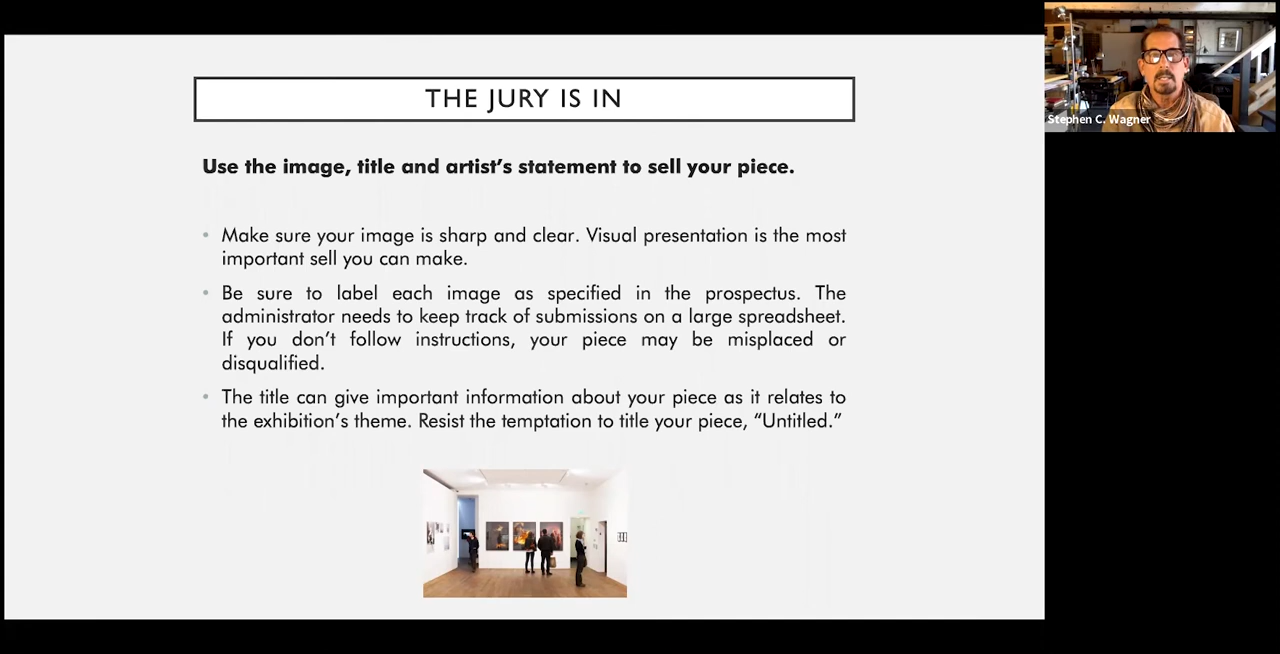 THE JURY IS IN
Use the image, title and artist’s statement to sell your piece.
• Make sure your image is sharp and clear. Visual presentation is the most
important sell you can make.
• Be sure to label each image as specified in the prospectus. The
administrator needs to keep track of submissions on a large spreadsheet.
If you don’t follow instructions, your piece may be misplaced or
disqualified.
• The title can give important information about your piece as it relates to
the exhibition’s theme. Resist the temptation to title your piece, “Untitled.”
Stephen C. Wagner